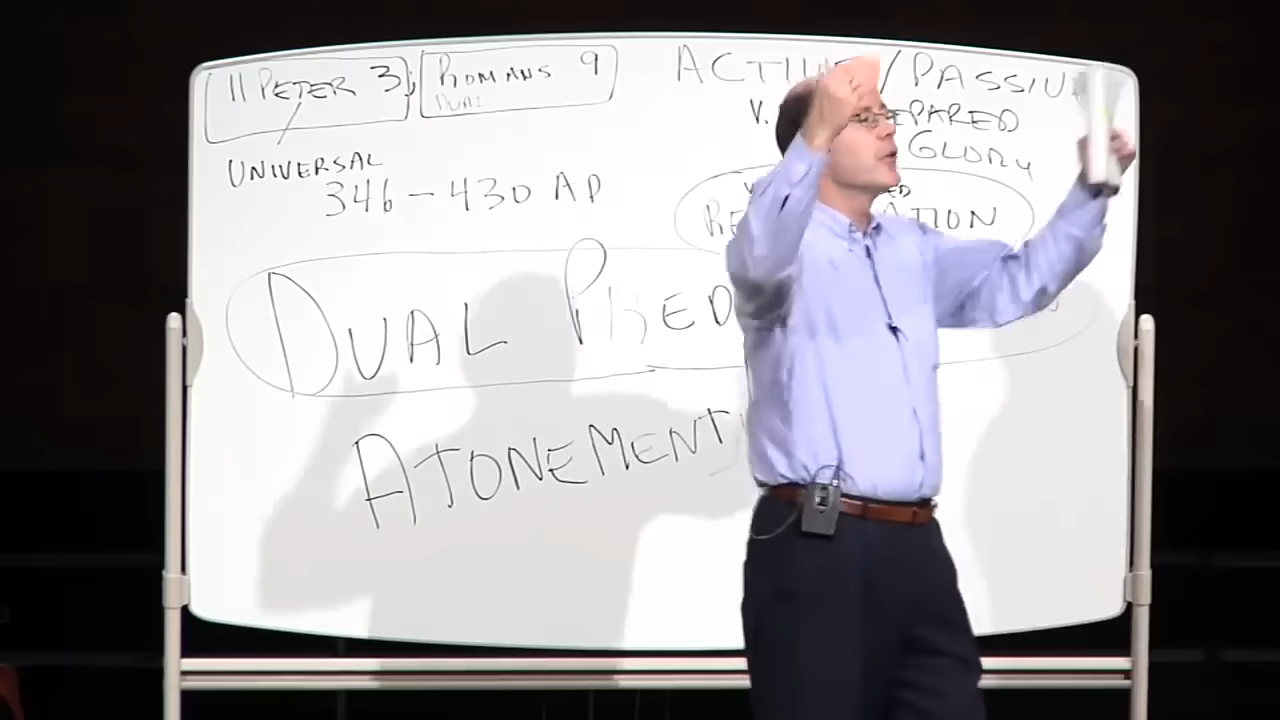 II PETER 3; ROMANS 9
DUAL
UNIVERSAL
346 – 430 AD
ACTIVE/PASSIVE
V. PREPARED
GLORY
DUAL PRED
ATONEMENT